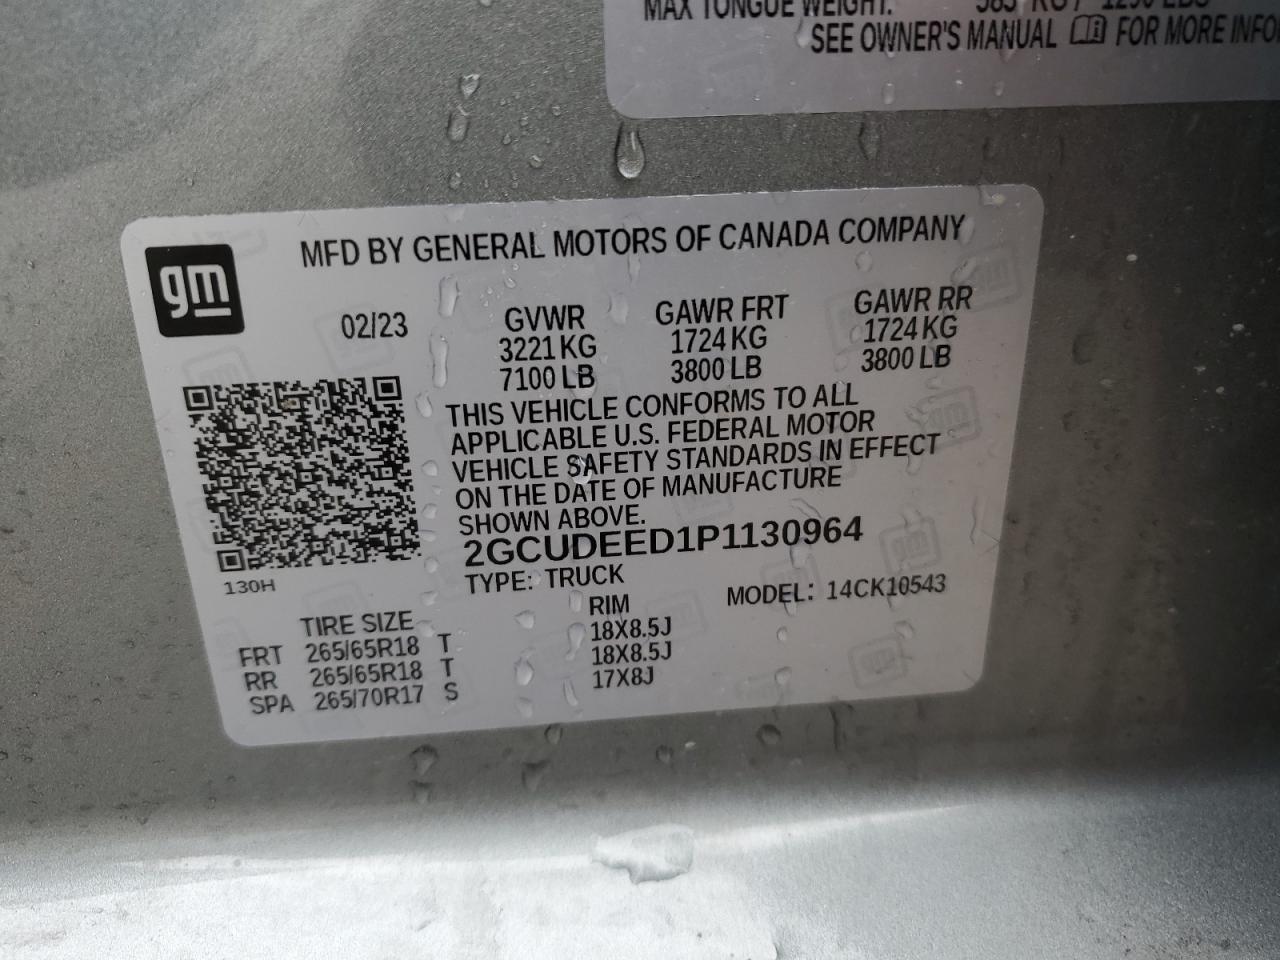 MAX TONGUE WEIGHT:
SEE OWNER'S MANUAL FOR MORE INFO
gm
MFD BY GENERAL MOTORS OF CANADA COMPANY
02/23 GVWR GAWR FRT GAWR RR
3221 KG 1724 KG 1724 KG
7100 LB 3800 LB 3800 LB
THIS VEHICLE CONFORMS TO ALL
APPLICABLE U.S. FEDERAL MOTOR
VEHICLE SAFETY STANDARDS IN EFFECT
ON THE DATE OF MANUFACTURE
SHOWN ABOVE.
2GCUDEED1P1130964
130H
TYPE: TRUCK MODEL: 14CK10543
TIRE SIZE RIM
FRT 265/65R18 T 18X8.5J
RR 265/65R18 T 18X8.5J
SPA 265/70R17 S 17X8J